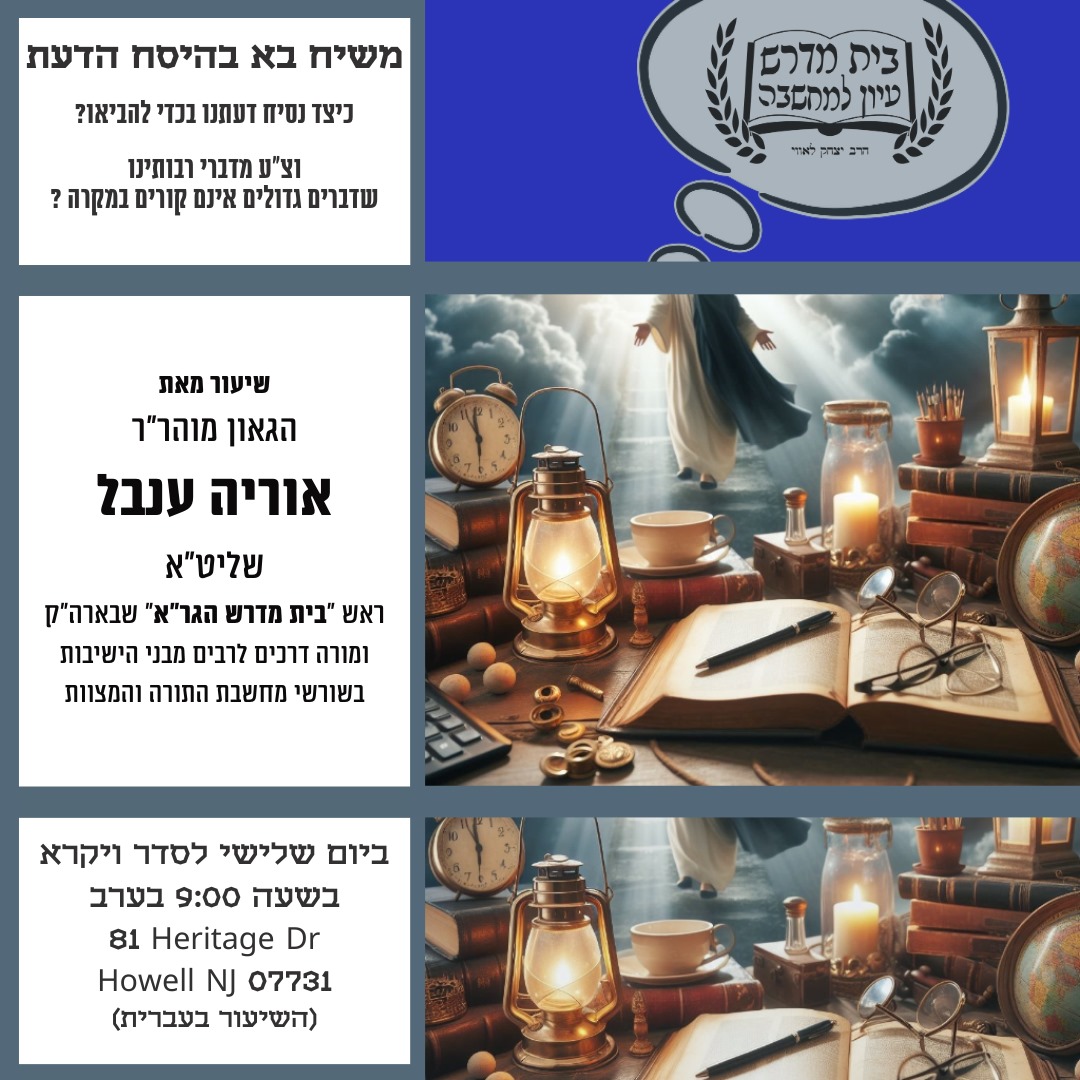 משיח בא בהיסח הדעת
כיצד נסיח דעתנו בכדי להביאו?
וצ"ע מדברי רבותינו
שדברים גדולים אינם קורים במקרה ?
בית מדרש
עיון למחשבה
הרב יצחק לאווי
שיעור מאת
הגאון מוהר"ר
אוריה ענבל
שליט"א
ראש "בית מדרש הגר"א" שבארה"ק
ומורה דרכים לרבים מבני הישיבות
בשורשי מחשבת התורה והמצוות
ביום שלישי לסדר ויקרא
בשעה 9:00 בערב
81 Heritage Dr
Howell NJ 07731
(השיעור בעברית)